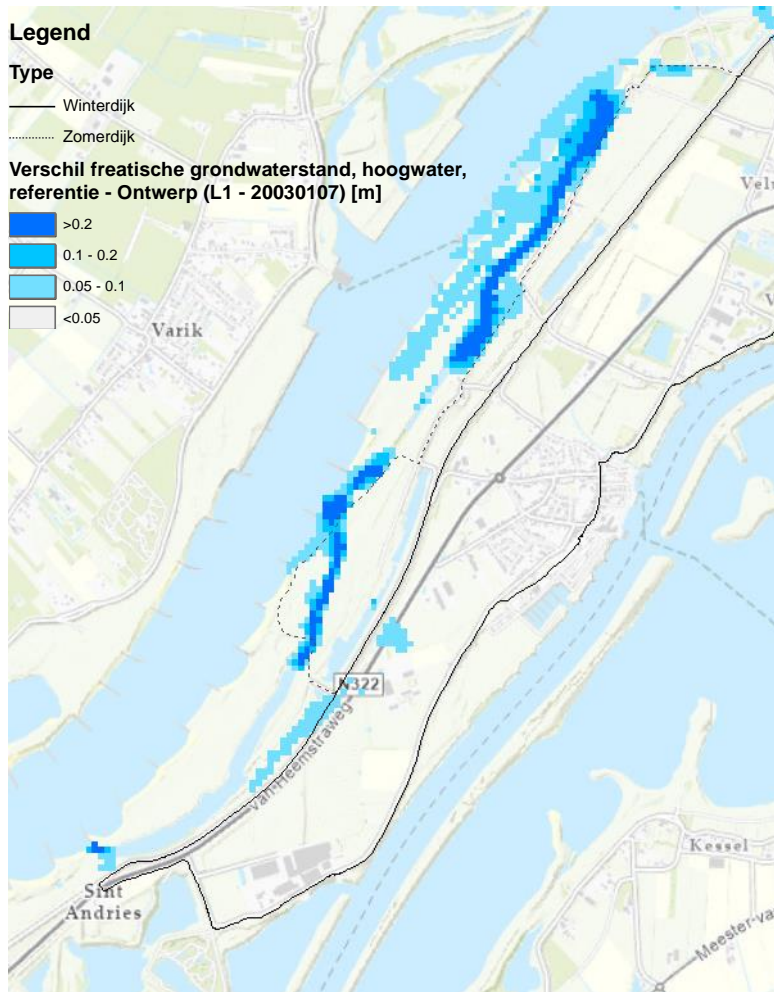 Legend
Type
Winterdijk
Zomerdijk
Verschil freatische grondwaterstand, hoogwater,
referentie - Ontwerp (L1 - 20030107) [m]
>0.2
0.1 - 0.2
0.05 - 0.1
<0.05
Varik
N322
van-Heemstraweg
Kessel
Sint
Andries